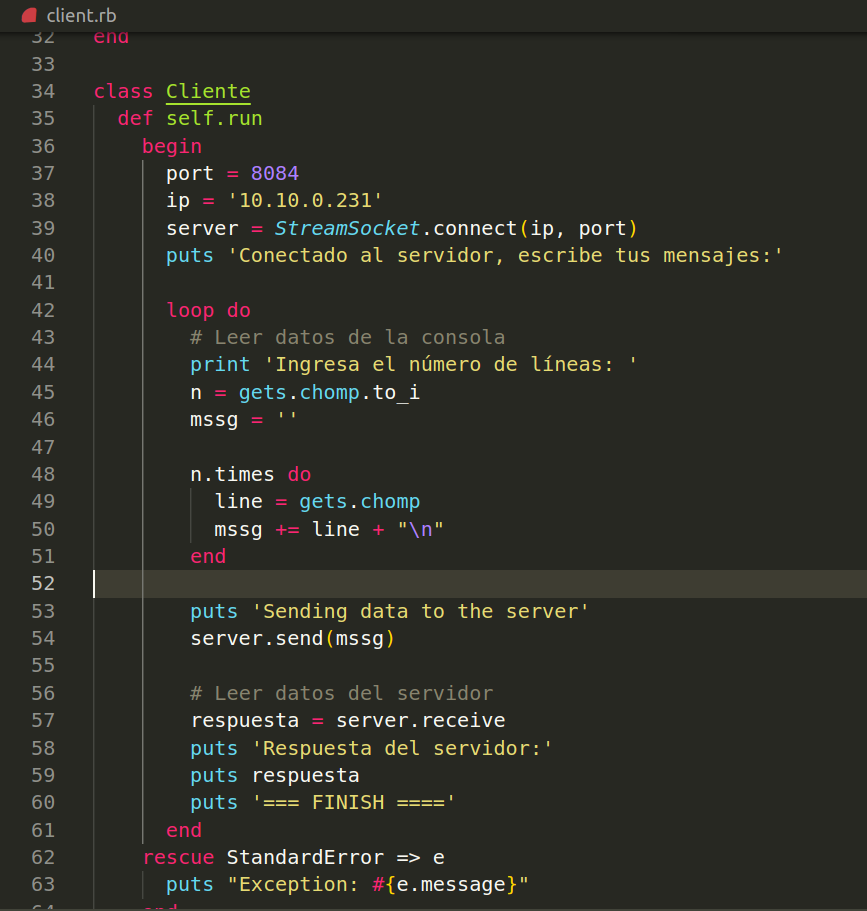 client.rb
32 end
33
34 class Cliente
35   def self.run
36     begin
37       port = 8084
38       ip = '10.10.0.231'
39       server = StreamSocket.connect(ip, port)
40       puts 'Conectado al servidor, escribe tus mensajes:'
41
42       loop do
43         # Leer datos de la consola
44         print 'Ingresa el número de líneas: '
45         n = gets.chomp.to_i
46         mssg = ''
47
48         n.times do
49           line = gets.chomp
50           mssg += line + "\n"
51         end
52
53         puts 'Sending data to the server'
54         server.send(mssg)
55
56         # Leer datos del servidor
57         respuesta = server.receive
58         puts 'Respuesta del servidor:'
59         puts respuesta
60         puts '=== FINISH ===='
61       end
62     rescue StandardError => e
63       puts "Exception: #{e.message}"
64     end